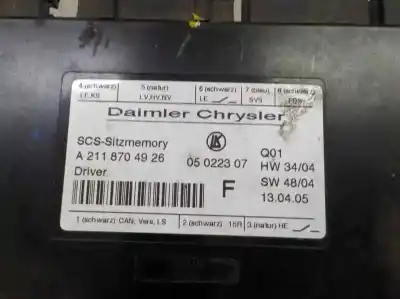 4 (schwarz) 5 (natur) 6 (schwarz) 7 (blau) 8 (schwarz)
LV,HV,NV LE SVS
Daimler Chrysler
SCS-Sitzmemory Q01
A 211 870 49 26 05 0223 07 HW 34/04
Driver F SW 48/04
13.04.05
1 (schwarz) CAN, Vers, LS 2 (schwarz) 15R 3 (natur) HE